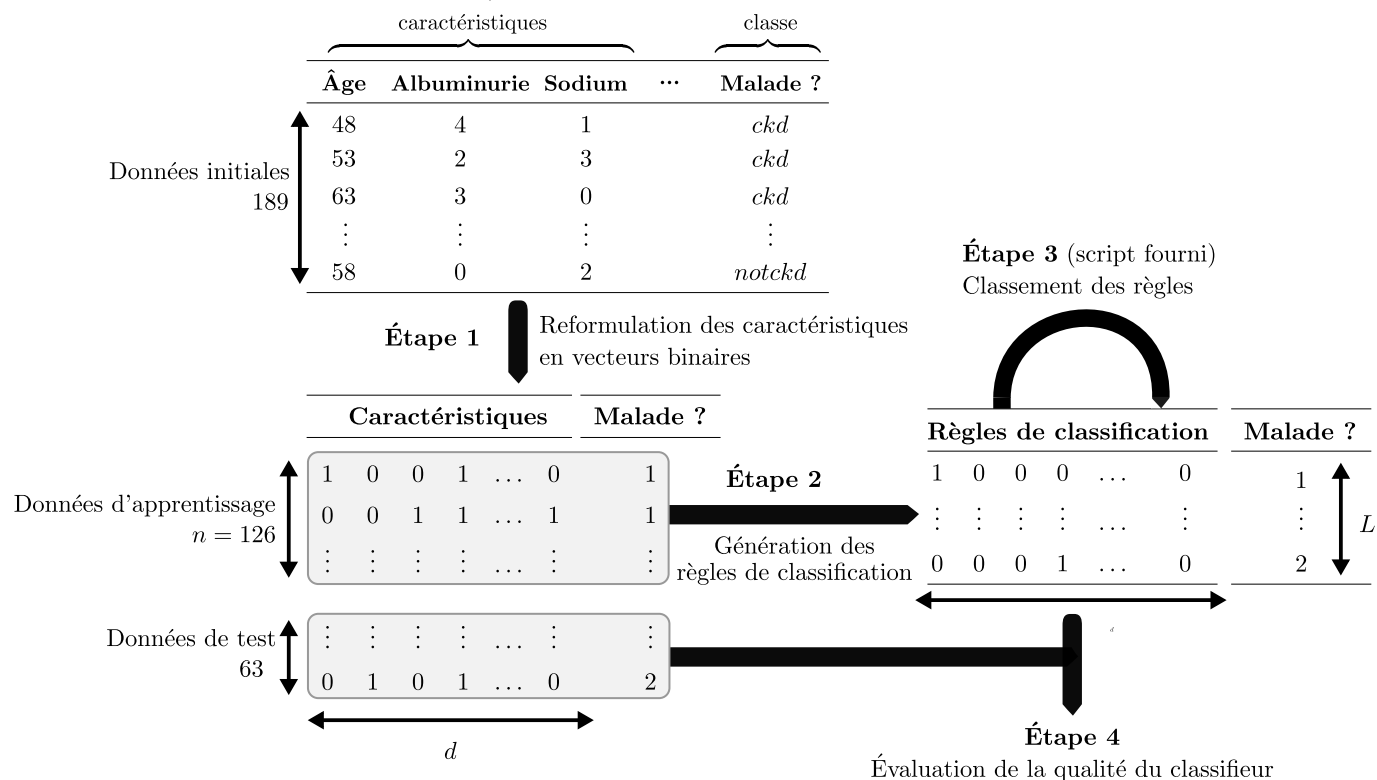 caractéristiques classe
Âge Albuminurie Sodium ... Malade ?
48 4 1 ckd
53 2 3 ckd
63 3 0 ckd
⋮ ⋮ ⋮ ⋮
58 0 2 notckd
Données initiales
189
Étape 1
Reformulation des caractéristiques
en vecteurs binaires
Caractéristiques Malade ?
1 0 0 1 ... 0 1
0 0 1 1 ... 1 1
⋮ ⋮ ⋮ ⋮ ... ⋮ ⋮
Données d'apprentissage
n = 126
Étape 2
Génération des
règles de classification
Étape 3 (script fourni)
Classement des règles
Règles de classification Malade ?
1 0 0 0 ... 0 1
⋮ ⋮ ⋮ ⋮ ... ⋮ ⋮
0 0 0 1 ... 0 2
L
d
⋮ ⋮ ⋮ ⋮ ... ⋮ ⋮
0 1 0 1 ... 0 2
Données de test
63
d
Étape 4
Évaluation de la qualité du classifieur